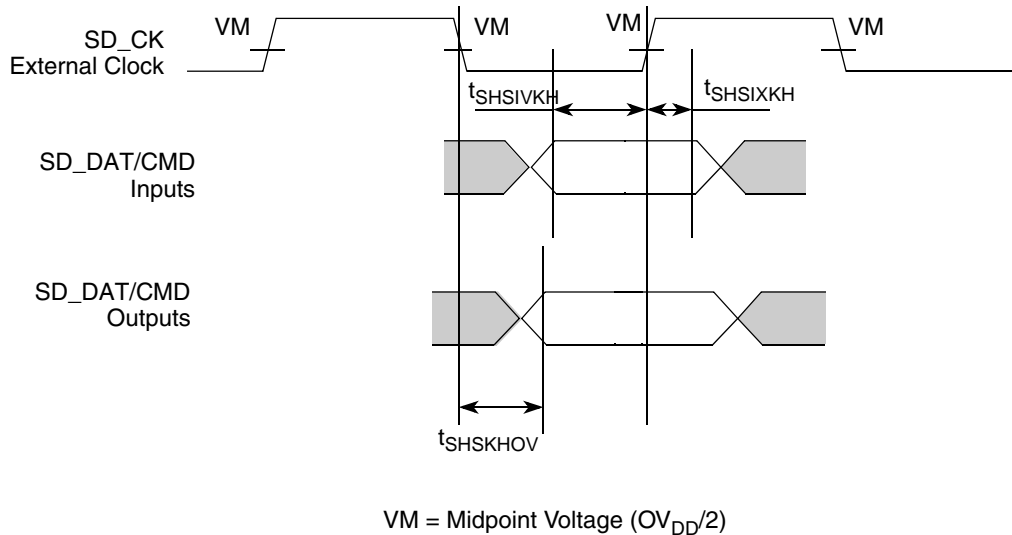 VM VM VM VM
SD_CK
External Clock
tSHSIVKH tSHSIXKH
SD_DAT/CMD
Inputs
SD_DAT/CMD
Outputs
tSHSKHOV
VM = Midpoint Voltage (OVDD/2)